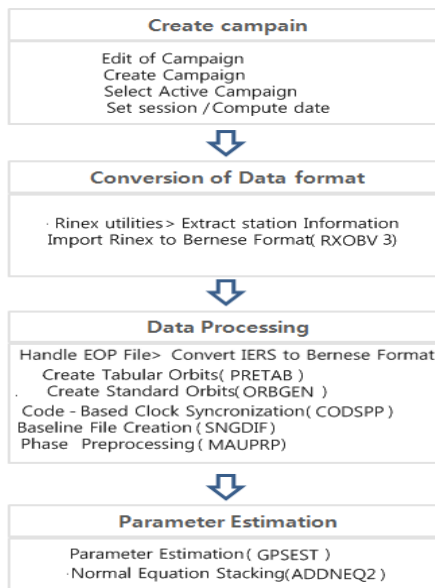 Create campain
Edit of Campaign
Create Campaign
Select Active Campaign
Set session /Compute date
Conversion of Data format
· Rinex utilities> Extract station Information
Import Rinex to Bernese Format( RXOBV 3)
Data Processing
Handle EOP File> Convert IERS to Bernese Format
Create Tabular Orbits( PRETAB )
. Create Standard Orbits(ORBGEN )
Code - Based Clock Syncronization( CODSPP )
Baseline File Creation ( SNGDIF )
Phase Preprocessing ( MAUPRP)
Parameter Estimation
Parameter Estimation ( GPSEST )
·Normal Equation Stacking(ADDNEQ2 )